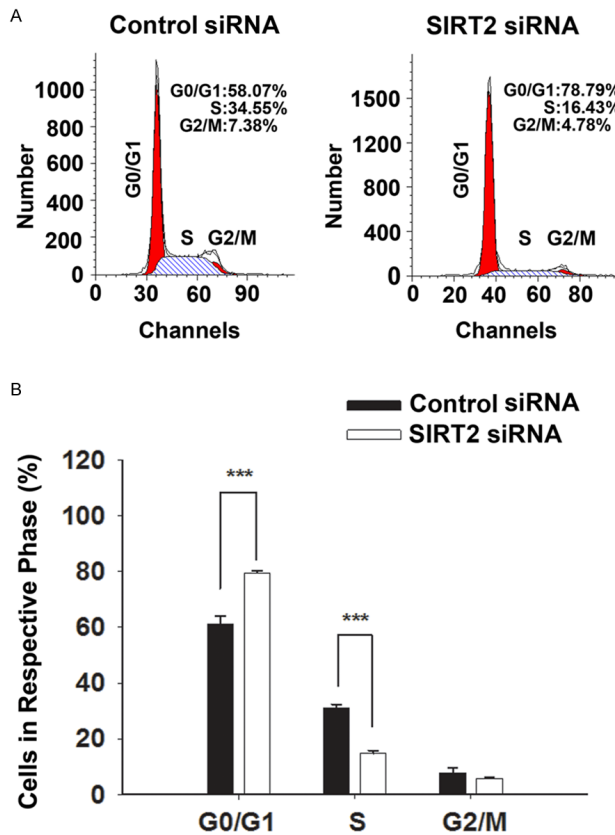 A
Control siRNA
SIRT2 siRNA
G0/G1:58.07%
S:34.55%
G2/M:7.38%
G0/G1
S
G2/M
1000
800
600
400
200
0
Number
0 30 60 90
Channels
G0/G1:78.79%
S:16.43%
G2/M:4.78%
G0/G1
S
G2/M
1500
1200
800
400
0
Number
0 20 40 60 80
Channels
B
Control siRNA
SIRT2 siRNA
Cells in Respective Phase (%)
120
100
80
60
40
20
0
***
***
G0/G1 S G2/M